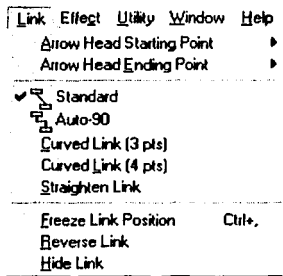 Link Effect Utility Window Help
Arrow Head Starting Point
Arrow Head Ending Point
Standard
Auto-90
Curved Link (3 pts)
Curved Link (4 pts)
Straighten Link
Freeze Link Position Ctrl+,
Reverse Link
Hide Link